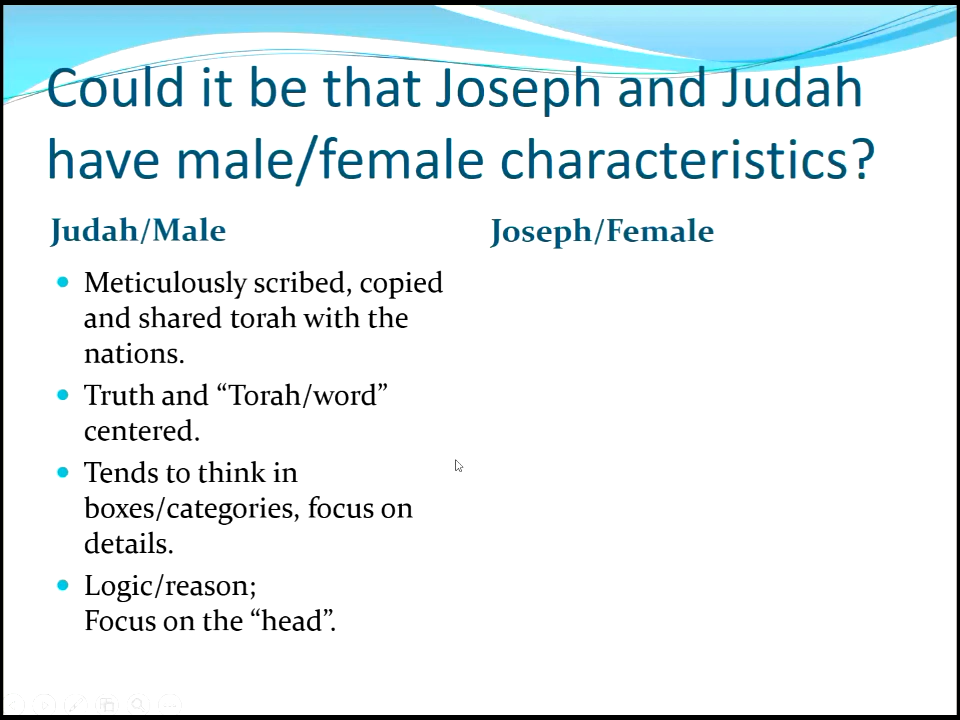 Could it be that Joseph and Judah
have male/female characteristics?
Judah/Male
Joseph/Female
Meticulously scribed, copied
and shared torah with the
nations.
Truth and “Torah/word”
centered.
Tends to think in
boxes/categories, focus on
details.
Logic/reason;
Focus on the “head”.